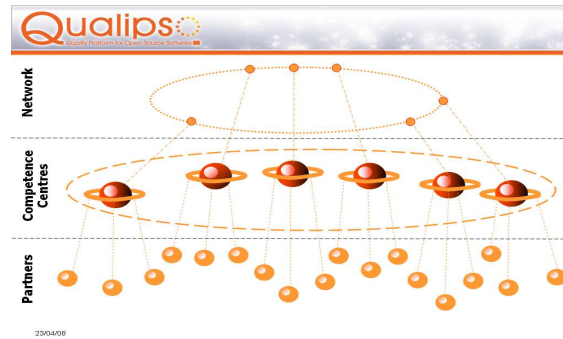 Qualipso
Quality Platform for Open Source Software
Network
Competence
Centres
Partners
23/04/08